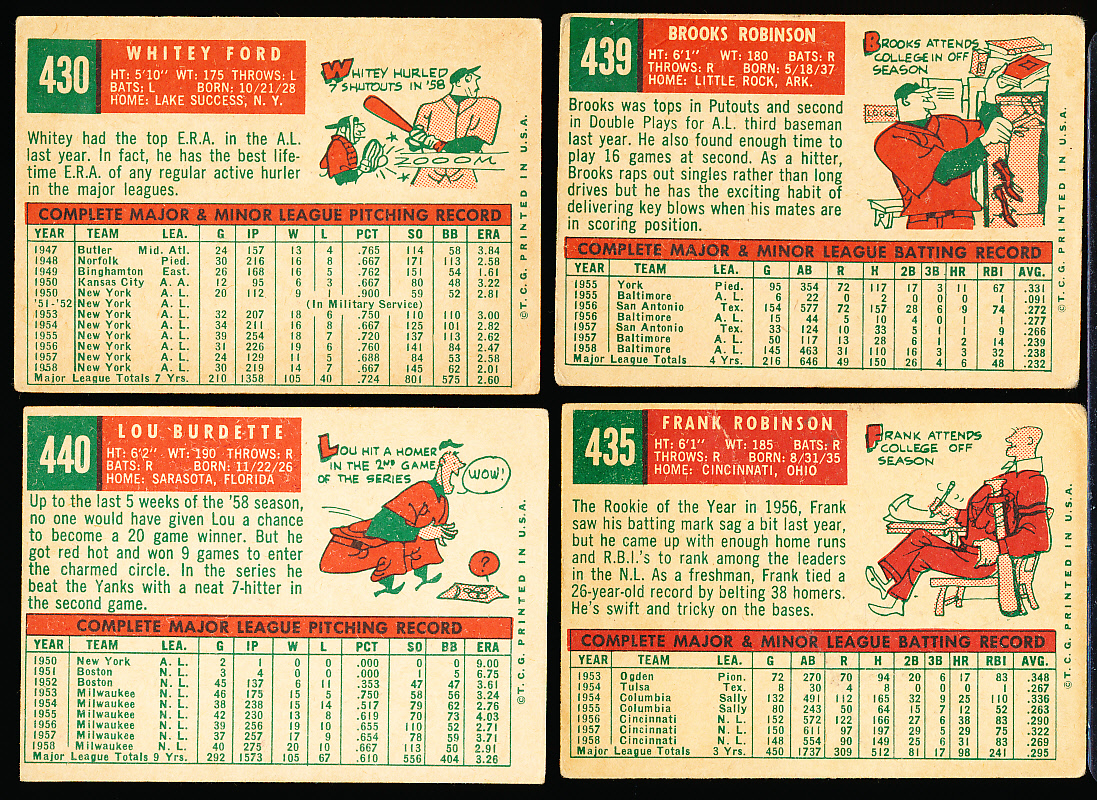 430
WHITEY FORD
HT: 5'10" WT: 175 THROWS: L
BATS: L BORN: 10/21/28
HOME: LAKE SUCCESS, N. Y.
WHITEY HURLED
7 SHUTOUTS IN '58
ZOOOM
Whitey had the top E.R.A. in the A.L.
last year. In fact, he has the best life-
time E.R.A. of any regular active hurler
in the major leagues.
COMPLETE MAJOR & MINOR LEAGUE PITCHING RECORD
YEAR TEAM LEA. G IP W L PCT SO BB ERA
1947 Butler Mid. Atl. 24 157 13 4 .765 114 58 3.84
1948 Norfolk Pied. 30 216 16 8 .667 171 113 2.58
1949 Binghamton East. 26 168 16 5 .762 151 54 1.61
1950 Kansas City A. A. 12 95 6 3 .667 80 48 3.22
1950 New York A. L. 20 112 9 1 .900 59 52 2.81
'51-'52 New York A. L. (In Military Service)
1953 New York A. L. 32 207 18 6 .750 110 110 3.00
1954 New York A. L. 34 211 16 8 .667 125 101 2.82
1955 New York A. L. 39 254 18 7 .720 137 113 2.62
1956 New York A. L. 31 226 19 6 .760 141 84 2.47
1957 New York A. L. 24 129 11 5 .688 84 53 2.58
1958 New York A. L. 30 219 14 7 .667 145 62 2.01
Major League Totals 7 Yrs. 210 1358 105 40 .724 801 575 2.60
© T.C.G. PRINTED IN U.S.A.
439
BROOKS ROBINSON
HT: 6'1" WT: 180 BATS: R
THROWS: R BORN: 5/18/37
HOME: LITTLE ROCK, ARK.
BROOKS ATTENDS
COLLEGE IN OFF
SEASON
Brooks was tops in Putouts and second
in Double Plays for A.L. third baseman
last year. He also found enough time to
play 16 games at second. As a hitter,
Brooks raps out singles rather than long
drives but he has the exciting habit of
delivering key blows when his mates are
in scoring position.
COMPLETE MAJOR & MINOR LEAGUE BATTING RECORD
YEAR TEAM LEA. G AB R H 2B 3B HR RBI AVG.
1955 York Pied. 95 354 72 117 17 3 11 67 .331
1955 Baltimore A. L. 6 22 0 2 0 0 0 1 .091
1956 San Antonio Tex. 154 577 72 157 28 6 9 74 .272
1956 Baltimore A. L. 15 44 5 10 4 0 1 1 .277
1957 San Antonio Tex. 33 124 10 33 5 1 1 9 .266
1957 Baltimore A. L. 50 117 13 28 6 1 2 14 .239
1958 Baltimore A. L. 145 463 31 110 16 3 3 32 .238
Major League Totals 4 Yrs. 216 646 49 150 26 4 6 48 .232
© T.C.G. PRINTED IN U.S.A.
440
LOU BURDETTE
HT: 6'2" WT: 190 THROWS: R
BATS: R BORN: 11/22/26
HOME: SARASOTA, FLORIDA
LOU HIT A HOMER
IN THE 2ND GAME
OF THE SERIES
WOW!
?
Up to the last 5 weeks of the '58 season,
no one would have given Lou a chance
to become a 20 game winner. But he
got red hot and won 9 games to enter
the charmed circle. In the series he
beat the Yanks with a neat 7-hitter in
the second game.
COMPLETE MAJOR LEAGUE PITCHING RECORD
YEAR TEAM LEA. G IP W L PCT SO BB ERA
1950 New York A. L. 2 1 0 0 .000 0 0 9.00
1951 Boston N. L. 3 4 0 0 .000 1 5 6.75
1952 Boston N. L. 45 137 6 11 .353 47 47 3.61
1953 Milwaukee N. L. 46 175 15 5 .750 58 56 3.24
1954 Milwaukee N. L. 38 238 15 14 .517 79 62 2.76
1955 Milwaukee N. L. 42 230 13 8 .619 70 73 4.03
1956 Milwaukee N. L. 39 256 19 10 .655 110 52 2.71
1957 Milwaukee N. L. 37 257 17 9 .654 78 59 3.71
1958 Milwaukee N. L. 40 275 20 10 .667 113 50 2.91
Major League Totals 9 Yrs. 292 1573 105 67 .610 556 404 3.26
© T.C.G. PRINTED IN U.S.A.
435
FRANK ROBINSON
HT: 6'1" WT: 185 BATS: R
THROWS: R BORN: 8/31/35
HOME: CINCINNATI, OHIO
FRANK ATTENDS
COLLEGE OFF
SEASON
The Rookie of the Year in 1956, Frank
saw his batting mark sag a bit last year,
but he came up with enough home runs
and R.B.I.'s to rank among the leaders
in the N.L. As a freshman, Frank tied a
26-year-old record by belting 38 homers.
He's swift and tricky on the bases.
COMPLETE MAJOR & MINOR LEAGUE BATTING RECORD
YEAR TEAM LEA. G AB R H 2B 3B HR RBI AVG.
1953 Ogden Pion. 72 270 70 94 20 6 17 83 .348
1954 Tulsa Tex. 8 30 4 8 0 0 0 1 .267
1954 Columbia Sally 132 491 112 165 32 9 25 110 .336
1955 Columbia Sally 80 243 50 64 15 7 12 52 .263
1956 Cincinnati N. L. 152 572 122 166 27 6 38 83 .290
1957 Cincinnati N. L. 150 611 97 197 29 5 29 75 .322
1958 Cincinnati N. L. 148 554 90 149 25 6 31 83 .269
Major League Totals 3 Yrs. 450 1737 309 512 81 17 98 241 .295
© T.C.G. PRINTED IN U.S.A.